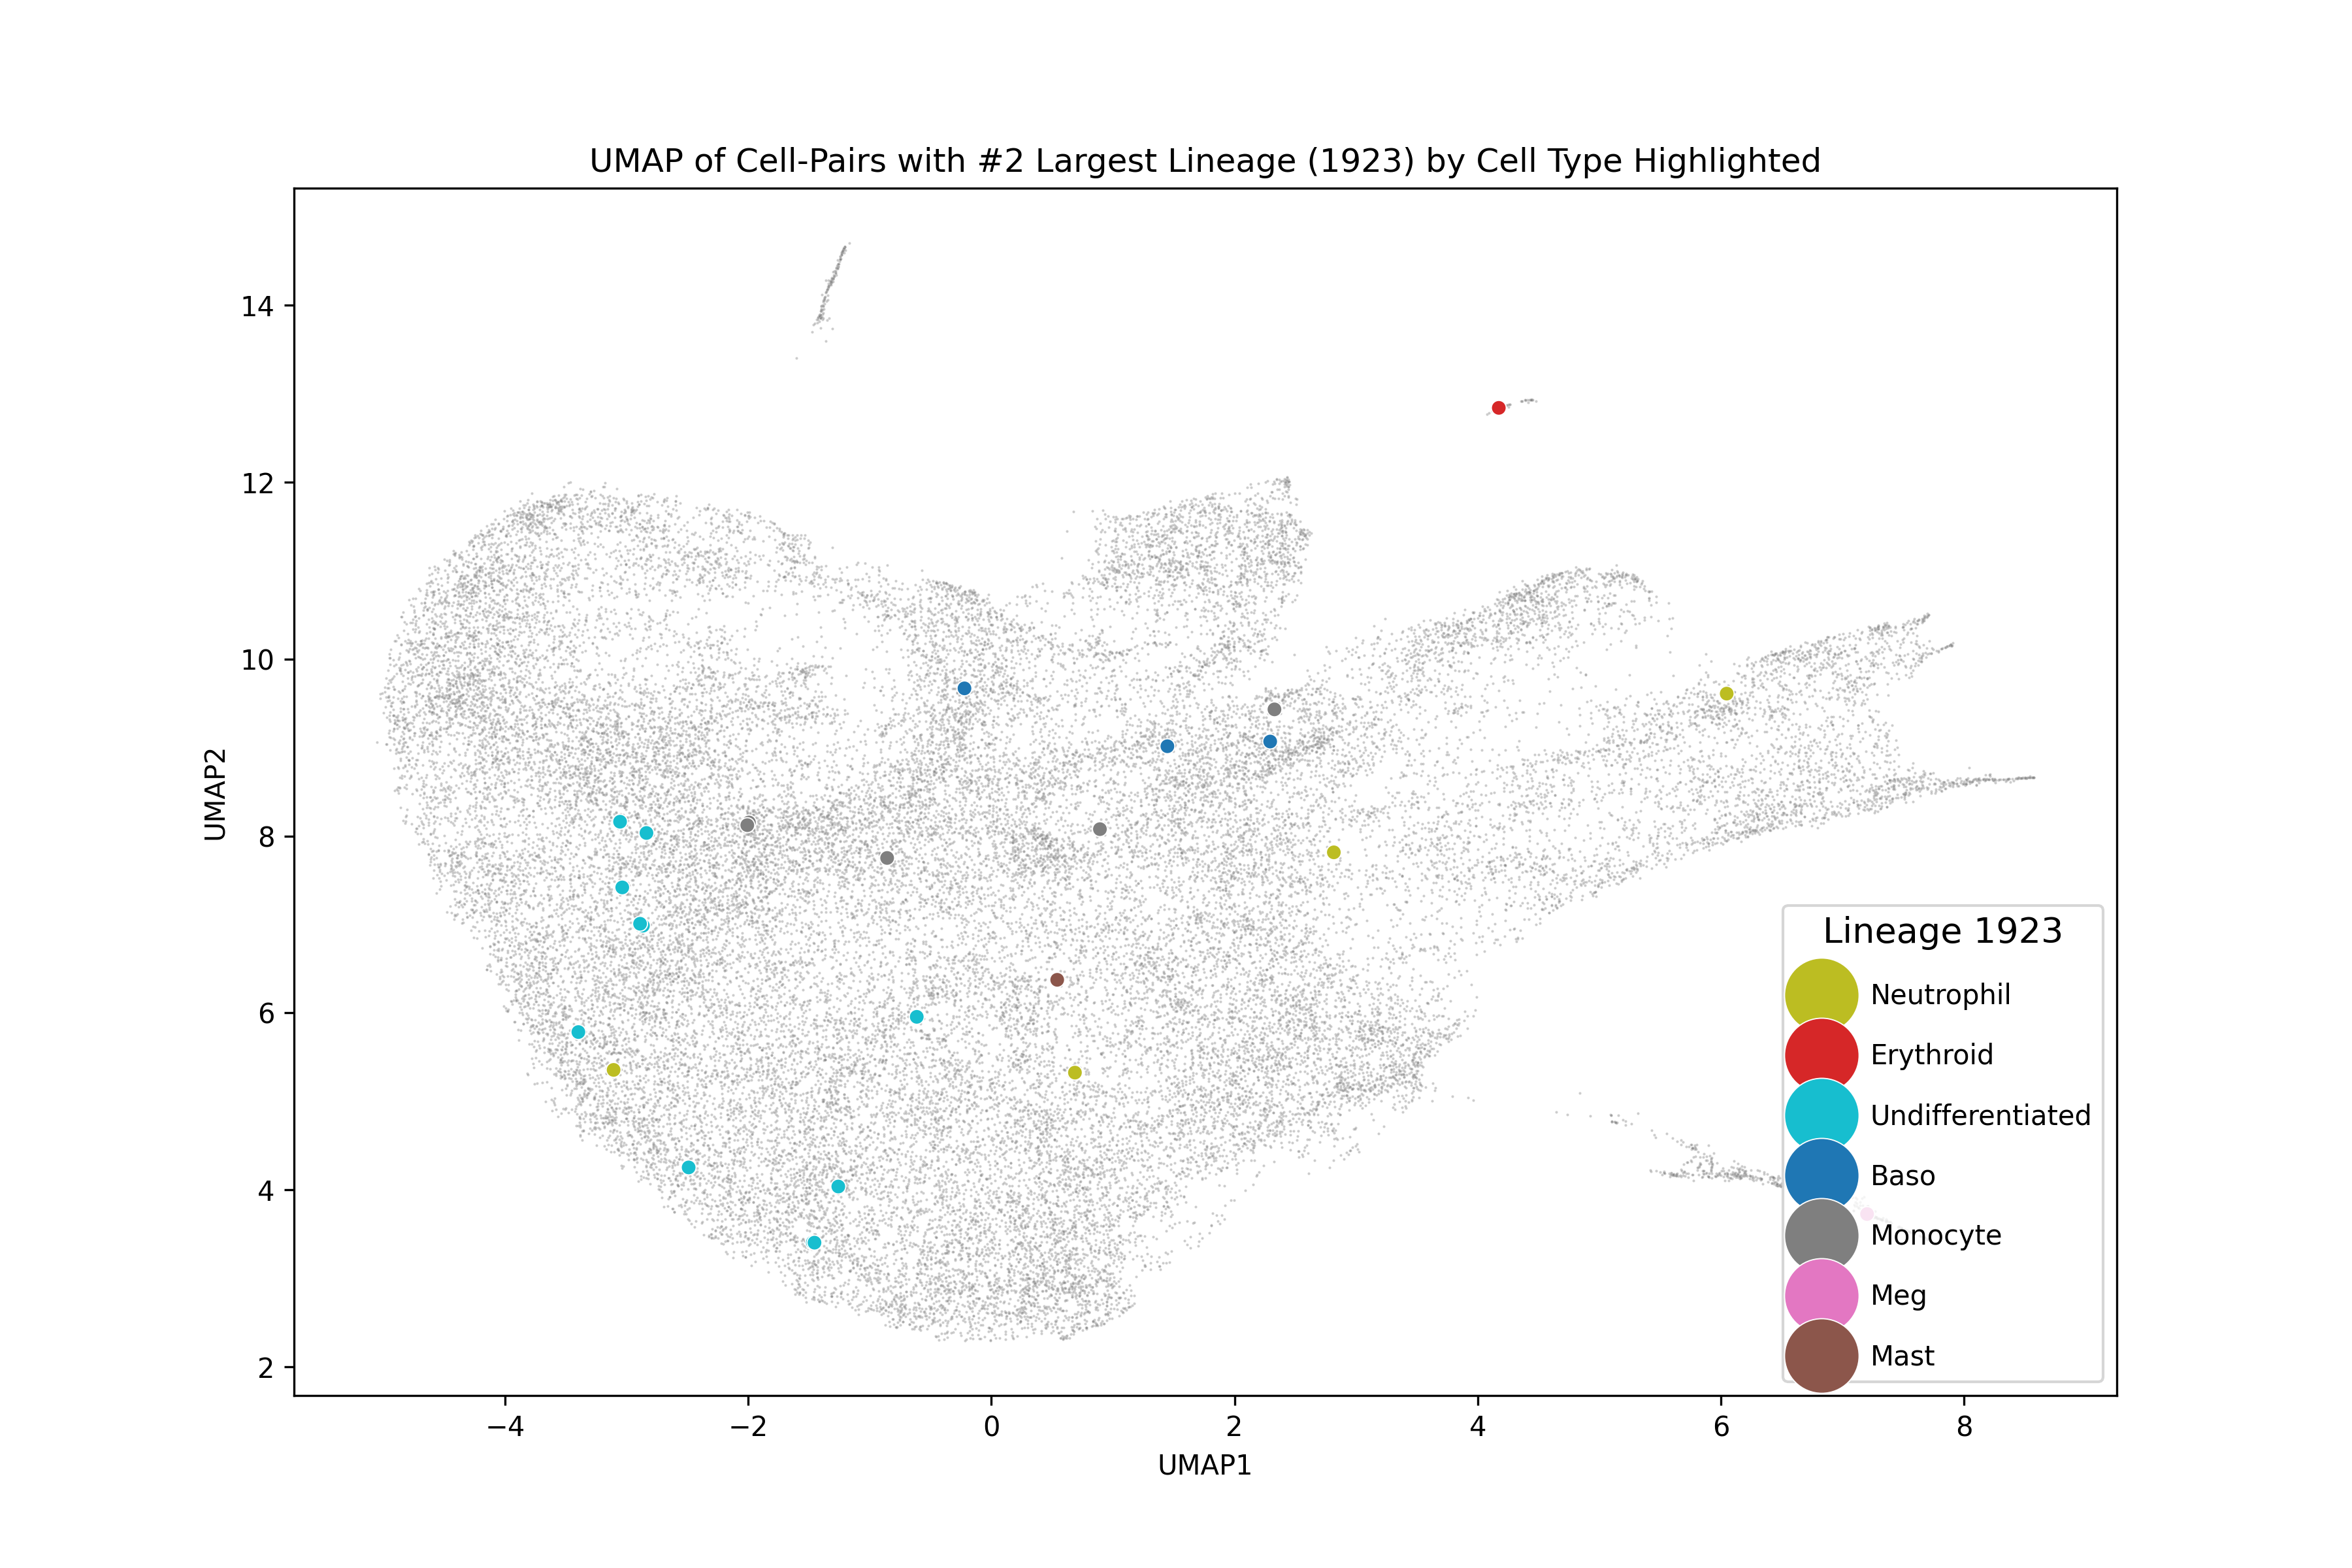 UMAP of Cell-Pairs with #2 Largest Lineage (1923) by Cell Type Highlighted
UMAP2
14
12
10
8
6
4
2
−4
−2
0
2
4
6
8
UMAP1
Lineage 1923
Neutrophil
Erythroid
Undifferentiated
Baso
Monocyte
Meg
Mast